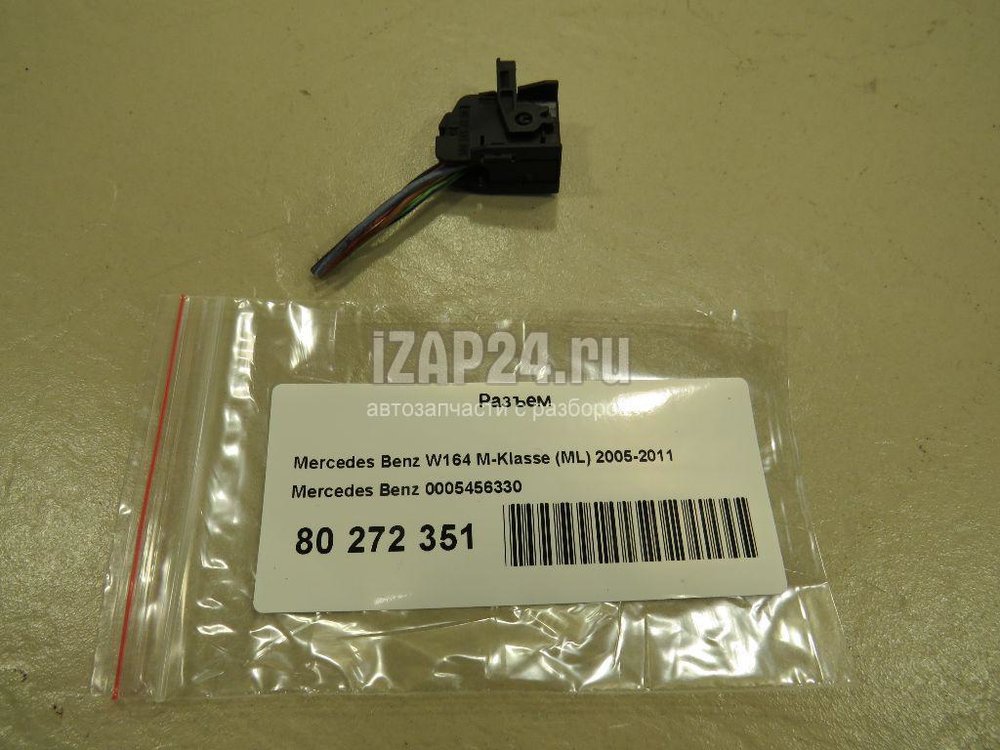 iZAP24.ru
Разъем
автозапчасти с разборок
Mercedes Benz W164 M-Klasse (ML) 2005-2011
Mercedes Benz 0005456330
80 272 351